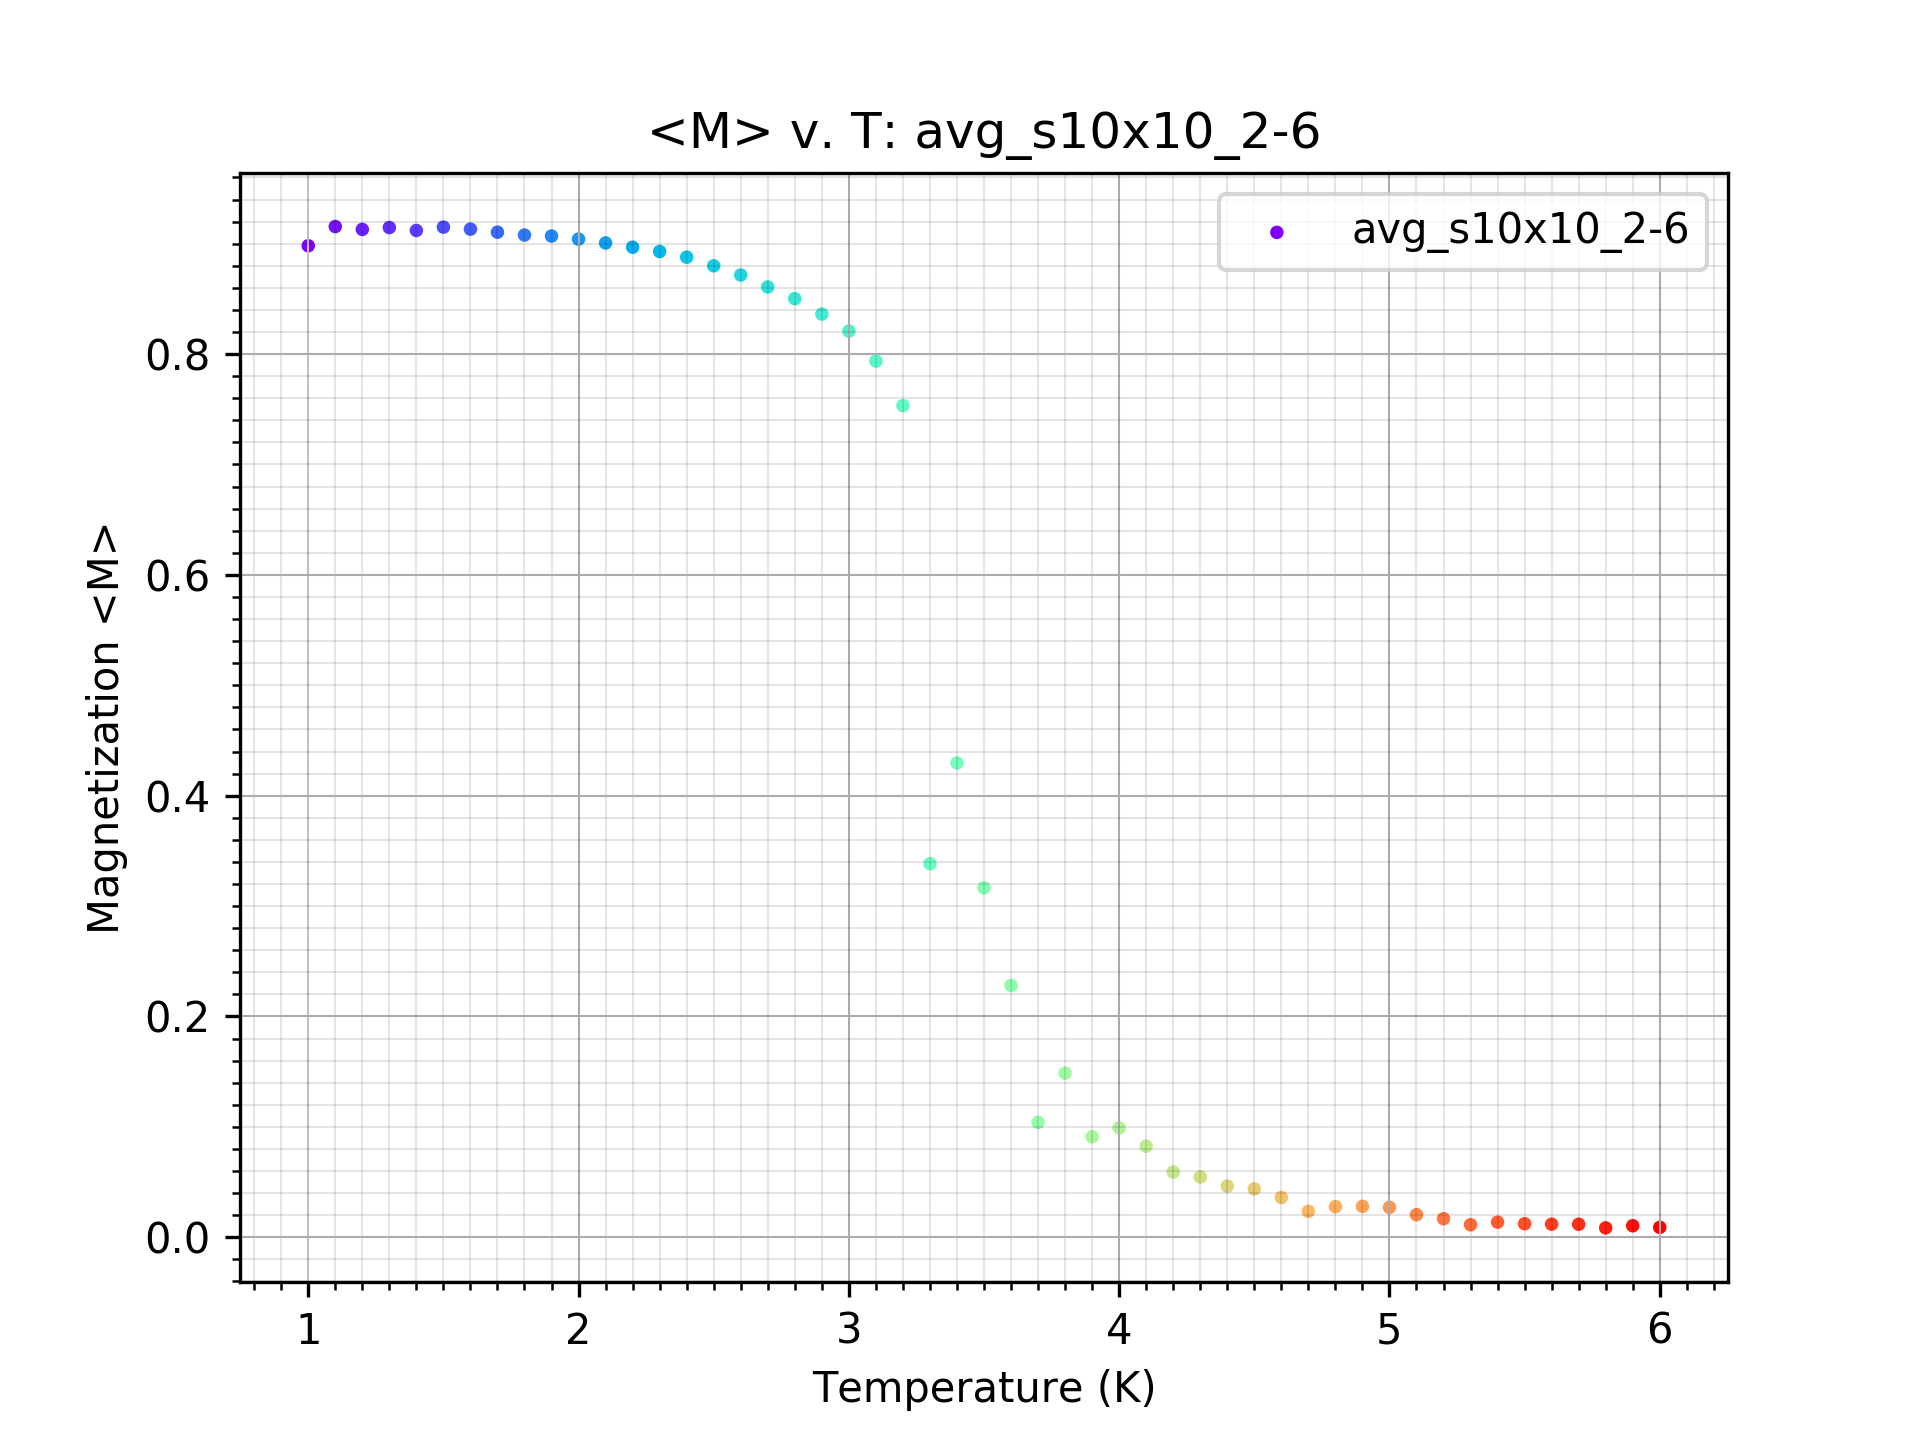 <M> v. T: avg_s10x10_2-6
avg_s10x10_2-6
Magnetization <M>
0.8
0.6
0.4
0.2
0.0
1 2 3 4 5 6
Temperature (K)